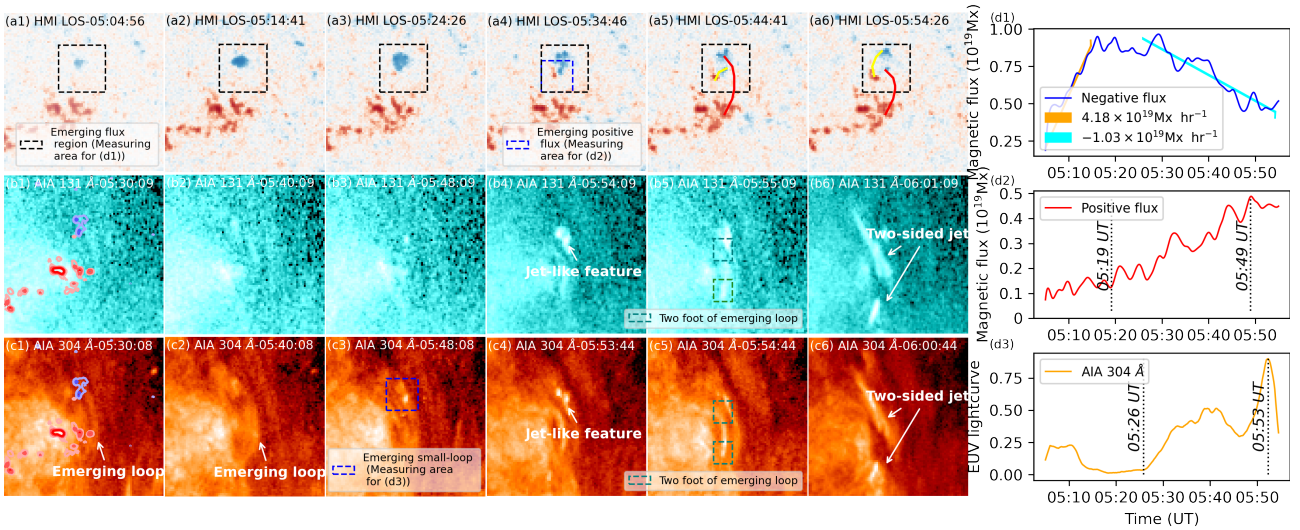 (a1) HMI LOS-05:04:56
(a2) HMI LOS-05:14:41
(a3) HMI LOS-05:24:26
(a4) HMI LOS-05:34:46
(a5) HMI LOS-05:44:41
(a6) HMI LOS-05:54:26
Emerging flux
region (Measuring
area for (d1))
Emerging positive
flux (Measuring
area for (d2))
(b1) AIA 131 Å-05:30:09
(b2) AIA 131 Å-05:40:09
(b3) AIA 131 Å-05:48:09
(b4) AIA 131 Å-05:54:09
(b5) AIA 131 Å-05:55:09
(b6) AIA 131 Å-06:01:09
Jet-like feature
Two foot of emerging loop
Two-sided jet
(c1) AIA 304 Å-05:30:08
(c2) AIA 304 Å-05:40:08
(c3) AIA 304 Å-05:48:08
(c4) AIA 304 Å-05:53:44
(c5) AIA 304 Å-05:54:44
(c6) AIA 304 Å-06:00:44
Emerging loop
Emerging loop
Emerging small-loop
(Measuring area
for (d3))
Jet-like feature
Two foot of emerging loop
Two-sided jet
(d1)
Magnetic flux (10¹⁹Mx)
1.00
0.75
0.50
0.25
Negative flux
4.18×10¹⁹Mx hr⁻¹
−1.03×10¹⁹Mx hr⁻¹
05:10 05:20 05:30 05:40 05:50
(d2)
Magnetic flux (10¹⁹Mx)
0.5
0.4
0.3
0.2
0.1
0
Positive flux
05:19 UT
05:49 UT
05:10 05:20 05:30 05:40 05:50
(d3)
EUV lightcurve
0.75
0.50
0.25
0.00
AIA 304 Å
05:26 UT
05:53 UT
05:10 05:20 05:30 05:40 05:50
Time (UT)